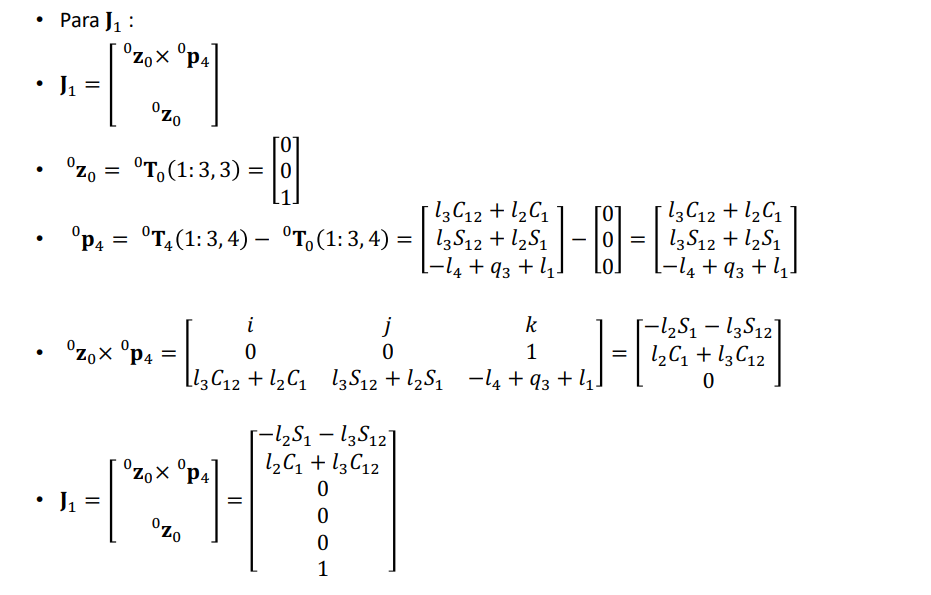 • Para J₁ :
• J₁ = [ ⁰z₀× ⁰p₄ ; ⁰z₀ ]
• ⁰z₀ = ⁰T₀(1: 3, 3) = [ 0 ; 0 ; 1 ]
• ⁰p₄ = ⁰T₄(1: 3, 4) − ⁰T₀(1: 3, 4) = [ l₃C₁₂ + l₂C₁ ; l₃S₁₂ + l₂S₁ ; −l₄ + q₃ + l₁ ] − [ 0 ; 0 ; 0 ] = [ l₃C₁₂ + l₂C₁ ; l₃S₁₂ + l₂S₁ ; −l₄ + q₃ + l₁ ]
• ⁰z₀× ⁰p₄ = [ i j k ; 0 0 1 ; l₃C₁₂ + l₂C₁ l₃S₁₂ + l₂S₁ −l₄ + q₃ + l₁ ] = [ −l₂S₁ − l₃S₁₂ ; l₂C₁ + l₃C₁₂ ; 0 ]
• J₁ = [ ⁰z₀× ⁰p₄ ; ⁰z₀ ] = [ −l₂S₁ − l₃S₁₂ ; l₂C₁ + l₃C₁₂ ; 0 ; 0 ; 0 ; 1 ]